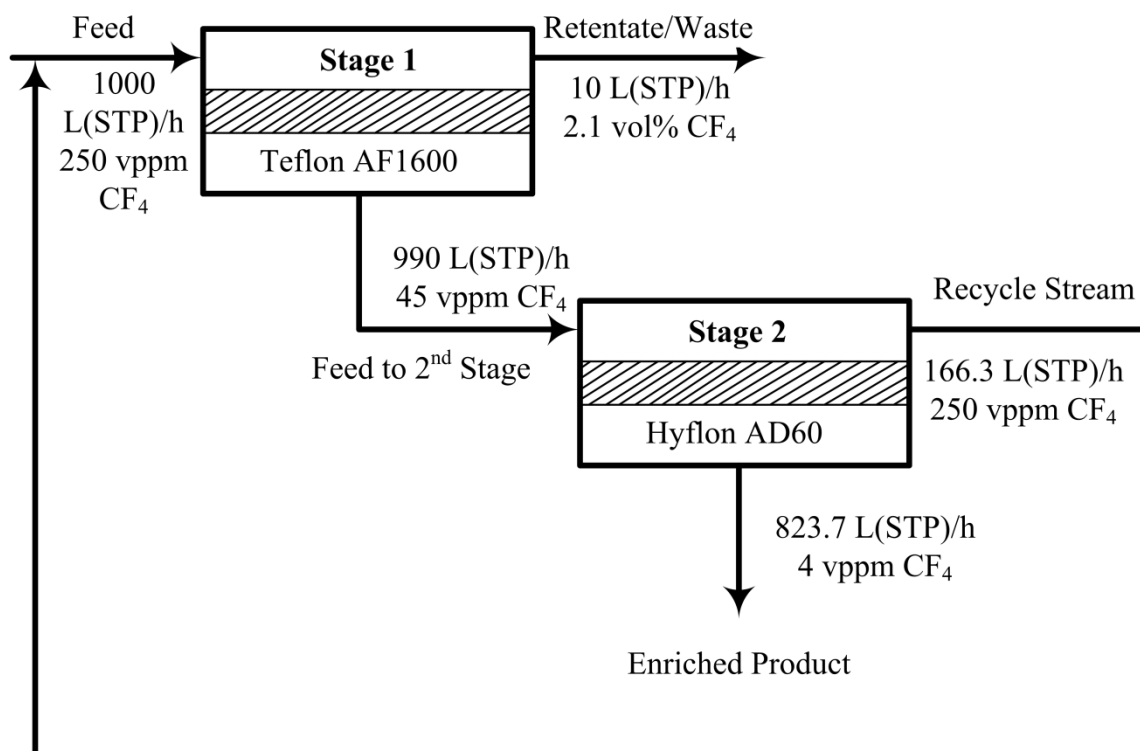 Feed
1000
L(STP)/h
250 vppm
CF₄
Stage 1
Teflon AF1600
Retentate/Waste
10 L(STP)/h
2.1 vol% CF₄
990 L(STP)/h
45 vppm CF₄
Feed to 2ⁿᵈ Stage
Stage 2
Hyflon AD60
Recycle Stream
166.3 L(STP)/h
250 vppm CF₄
823.7 L(STP)/h
4 vppm CF₄
Enriched Product